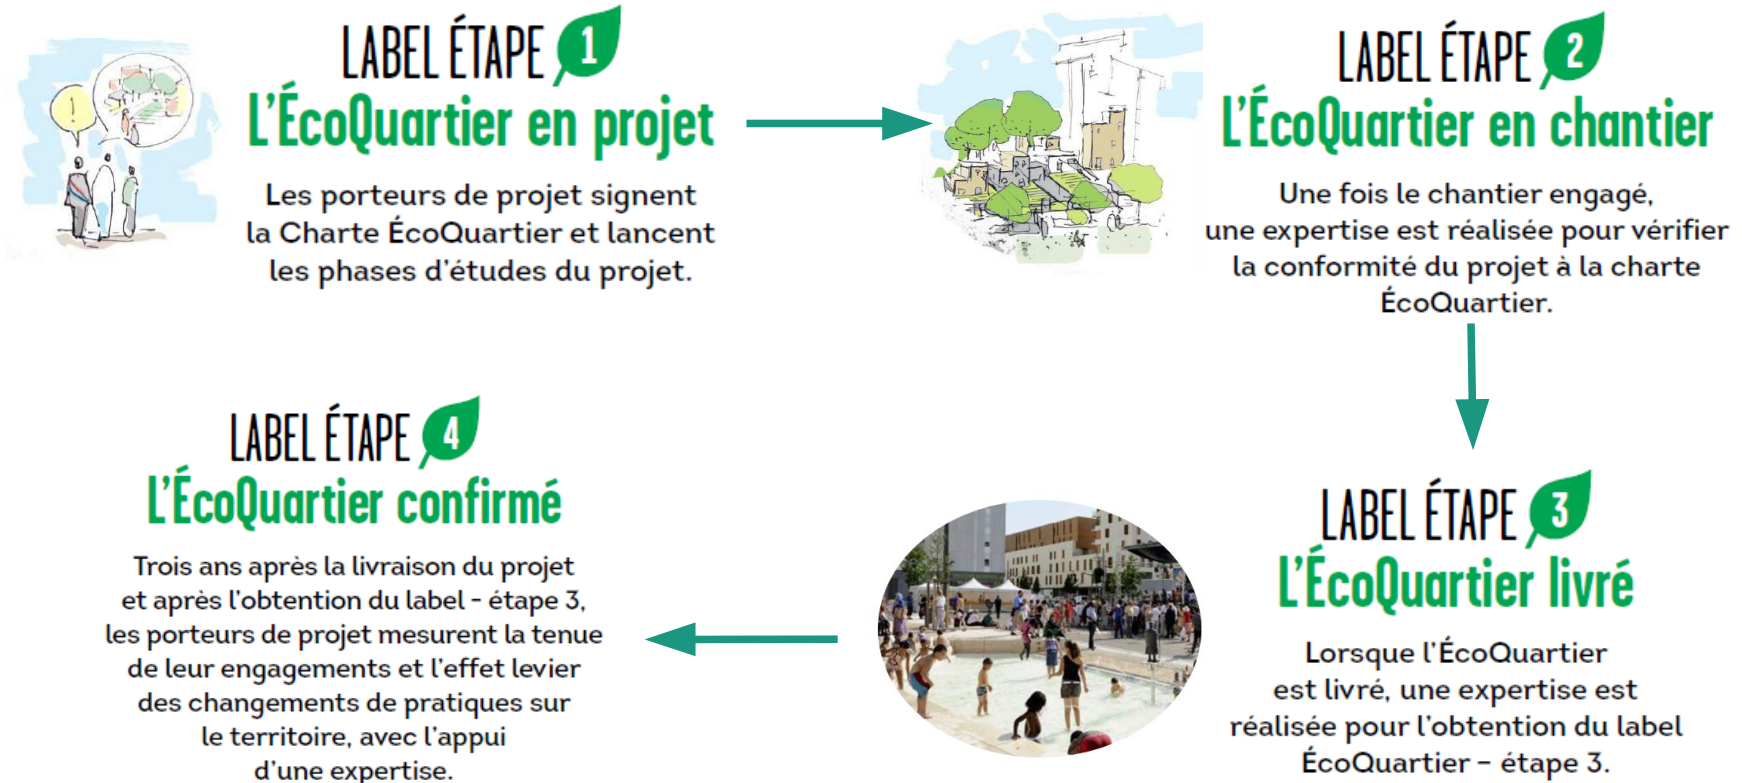 LABEL ÉTAPE 1
L'ÉcoQuartier en projet
Les porteurs de projet signent
la Charte ÉcoQuartier et lancent
les phases d'études du projet.
LABEL ÉTAPE 2
L'ÉcoQuartier en chantier
Une fois le chantier engagé,
une expertise est réalisée pour vérifier
la conformité du projet à la charte
ÉcoQuartier.
LABEL ÉTAPE 3
L'ÉcoQuartier livré
Lorsque l'ÉcoQuartier
est livré, une expertise est
réalisée pour l'obtention du label
ÉcoQuartier – étape 3.
LABEL ÉTAPE 4
L'ÉcoQuartier confirmé
Trois ans après la livraison du projet
et après l'obtention du label - étape 3,
les porteurs de projet mesurent la tenue
de leur engagements et l'effet levier
des changements de pratiques sur
le territoire, avec l'appui
d'une expertise.